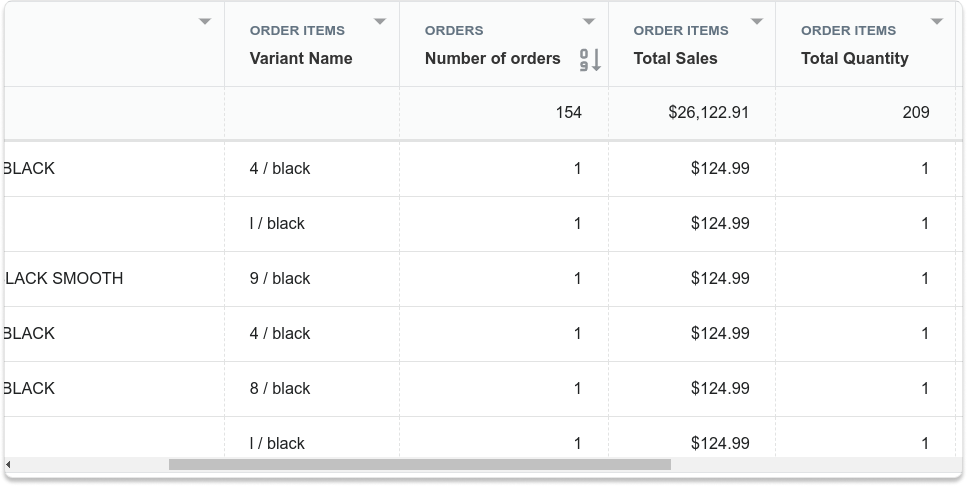 ORDER ITEMS ORDERS ORDER ITEMS ORDER ITEMS
Variant Name Number of orders 09 Total Sales Total Quantity
154 $26,122.91 209
BLACK 4 / black 1 $124.99 1
l / black 1 $124.99 1
LACK SMOOTH 9 / black 1 $124.99 1
BLACK 4 / black 1 $124.99 1
BLACK 8 / black 1 $124.99 1
l / black 1 $124.99 1